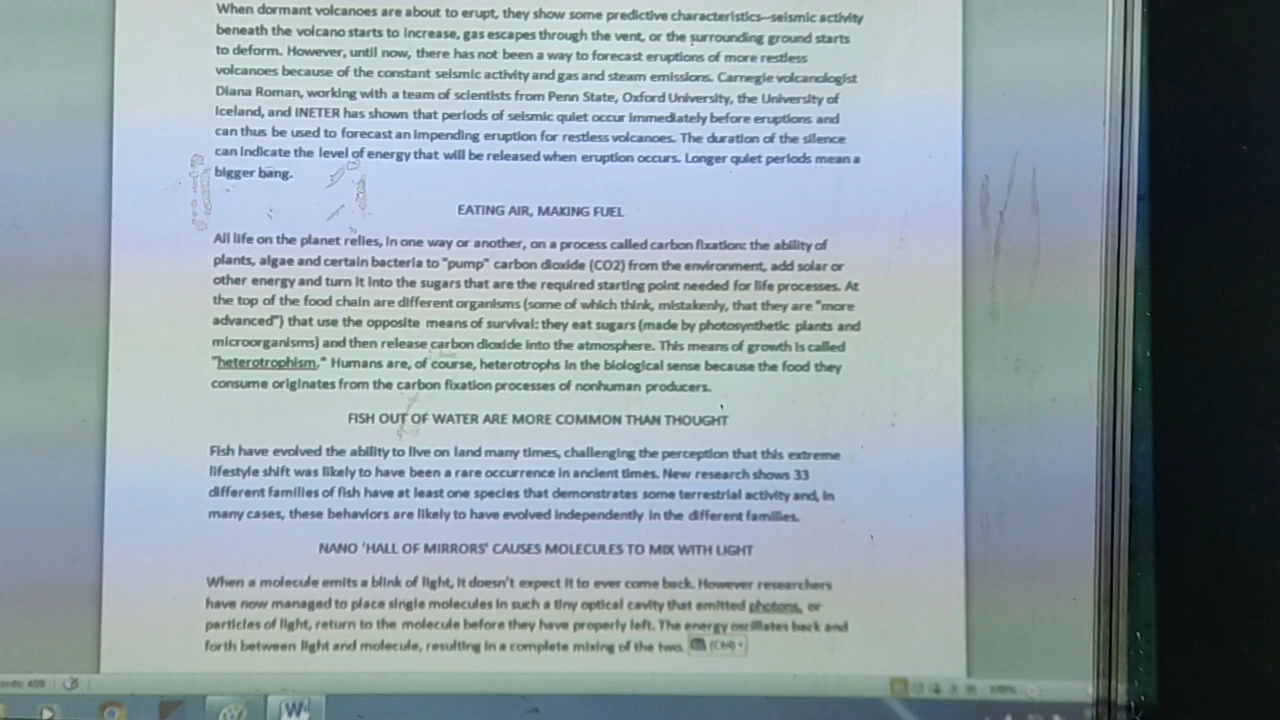 When dormant volcanoes are about to erupt, they show some predictive characteristics--seismic activity
beneath the volcano starts to increase, gas escapes through the vent, or the surrounding ground starts
to deform. However, until now, there has not been a way to forecast eruptions of more restless
volcanoes because of the constant seismic activity and gas and steam emissions. Carnegie volcanologist
Diana Roman, working with a team of scientists from Penn State, Oxford University, the University of
Iceland, and INETER has shown that periods of seismic quiet occur immediately before eruptions and
can thus be used to forecast an impending eruption for restless volcanoes. The duration of the silence
can indicate the level of energy that will be released when eruption occurs. Longer quiet periods mean a
bigger bang.
EATING AIR, MAKING FUEL
All life on the planet relies, in one way or another, on a process called carbon fixation: the ability of
plants, algae and certain bacteria to "pump" carbon dioxide (CO2) from the environment, add solar or
other energy and turn it into the sugars that are the required starting point needed for life processes. At
the top of the food chain are different organisms (some of which think, mistakenly, that they are "more
advanced") that use the opposite means of survival: they eat sugars (made by photosynthetic plants and
microorganisms) and then release carbon dioxide into the atmosphere. This means of growth is called
"heterotrophism." Humans are, of course, heterotrophs in the biological sense because the food they
consume originates from the carbon fixation processes of nonhuman producers.
FISH OUT OF WATER ARE MORE COMMON THAN THOUGHT
Fish have evolved the ability to live on land many times, challenging the perception that this extreme
lifestyle shift was likely to have been a rare occurrence in ancient times. New research shows 33
different families of fish have at least one species that demonstrates some terrestrial activity and, in
many cases, these behaviors are likely to have evolved independently in the different families.
NANO 'HALL OF MIRRORS' CAUSES MOLECULES TO MIX WITH LIGHT
When a molecule emits a blink of light, it doesn't expect it to ever come back. However researchers
have now managed to place single molecules in such a tiny optical cavity that emitted photons, or
particles of light, return to the molecule before they have properly left. The energy oscillates back and
forth between light and molecule, resulting in a complete mixing of the two. (Ctrl)